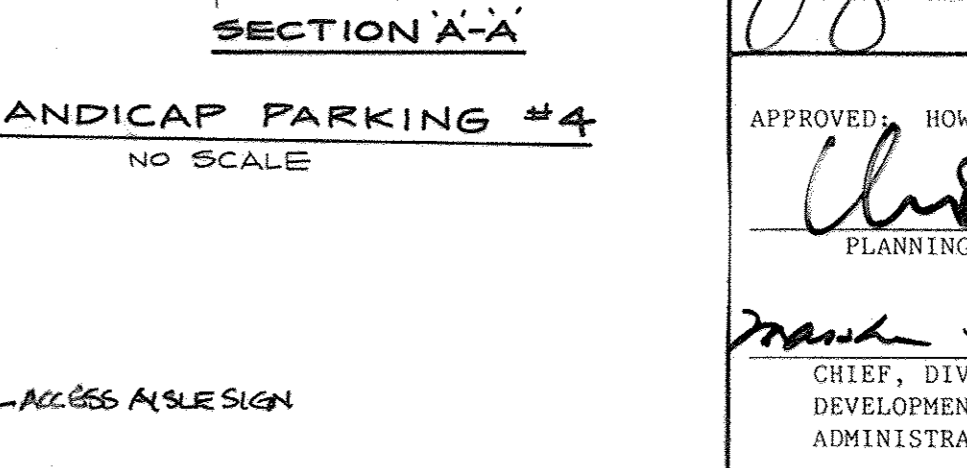 SECTION 'A'-'A'
ANDICAP PARKING #4
NO SCALE
ACCESS AISLE SIGN
APPROVED: HOW
PLANNING
CHIEF, DIV
DEVELOPMEN
ADMINISTRA